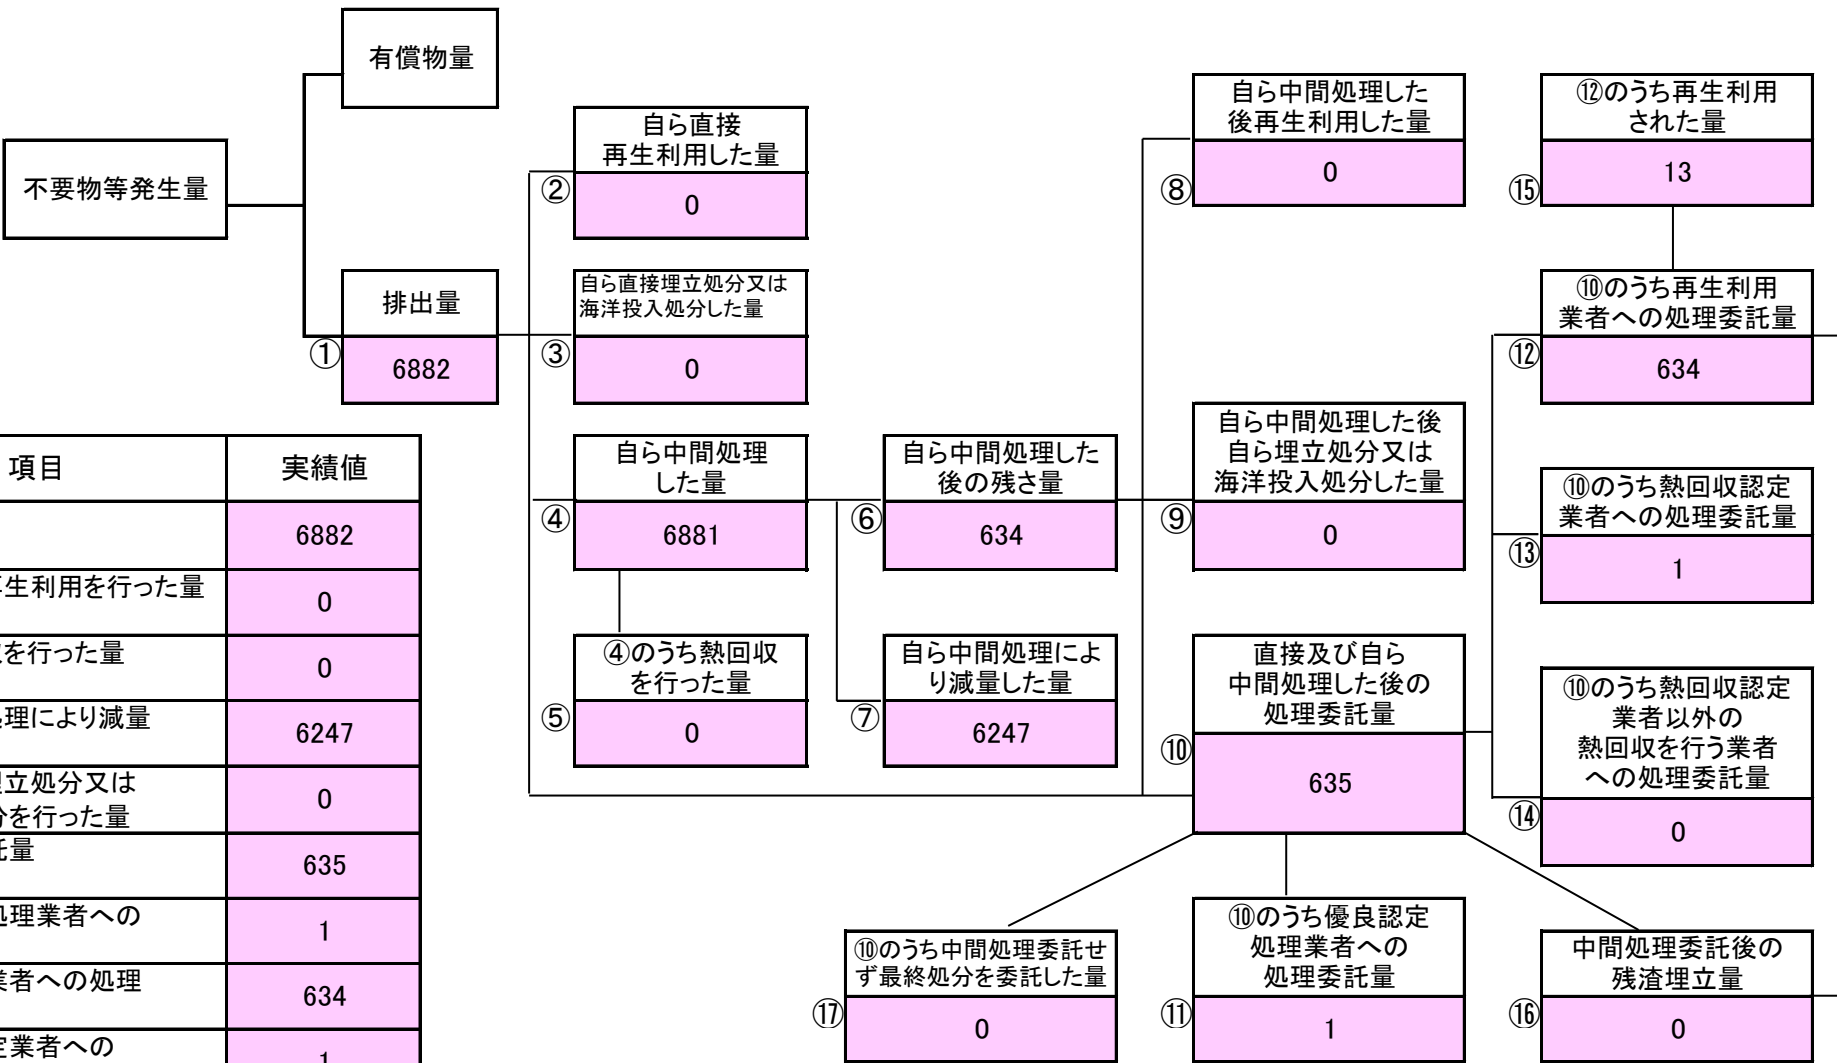 有償物量
不要物等発生量
排出量
①
6882
自ら直接
再生利用した量
②
0
自ら直接埋立処分又は
海洋投入処分した量
③
0
自ら中間処理
した量
④
6881
④のうち熱回収
を行った量
⑤
0
自ら中間処理した
後の残さ量
⑥
634
自ら中間処理によ
り減量した量
⑦
6247
自ら中間処理した
後再生利用した量
⑧
0
自ら中間処理した後
自ら埋立処分又は
海洋投入処分した量
⑨
0
直接及び自ら
中間処理した後の
処理委託量
⑩
635
⑫のうち再生利用
された量
⑮
13
⑩のうち再生利用
業者への処理委託量
⑫
634
⑩のうち熱回収認定
業者への処理委託量
⑬
1
⑩のうち熱回収認定
業者以外の
熱回収を行う業者
への処理委託量
⑭
0
⑩のうち中間処理委託せ
ず最終処分を委託した量
⑰
0
⑩のうち優良認定
処理業者への
処理委託量
⑪
1
中間処理委託後の
残渣埋立量
⑯
0
項目 実績値
6882
生利用を行った量
0
を行った量
0
理により減量
6247
立処分又は
を行った量
0
託量
635
処理業者への
1
業者への処理
634
定業者への
1